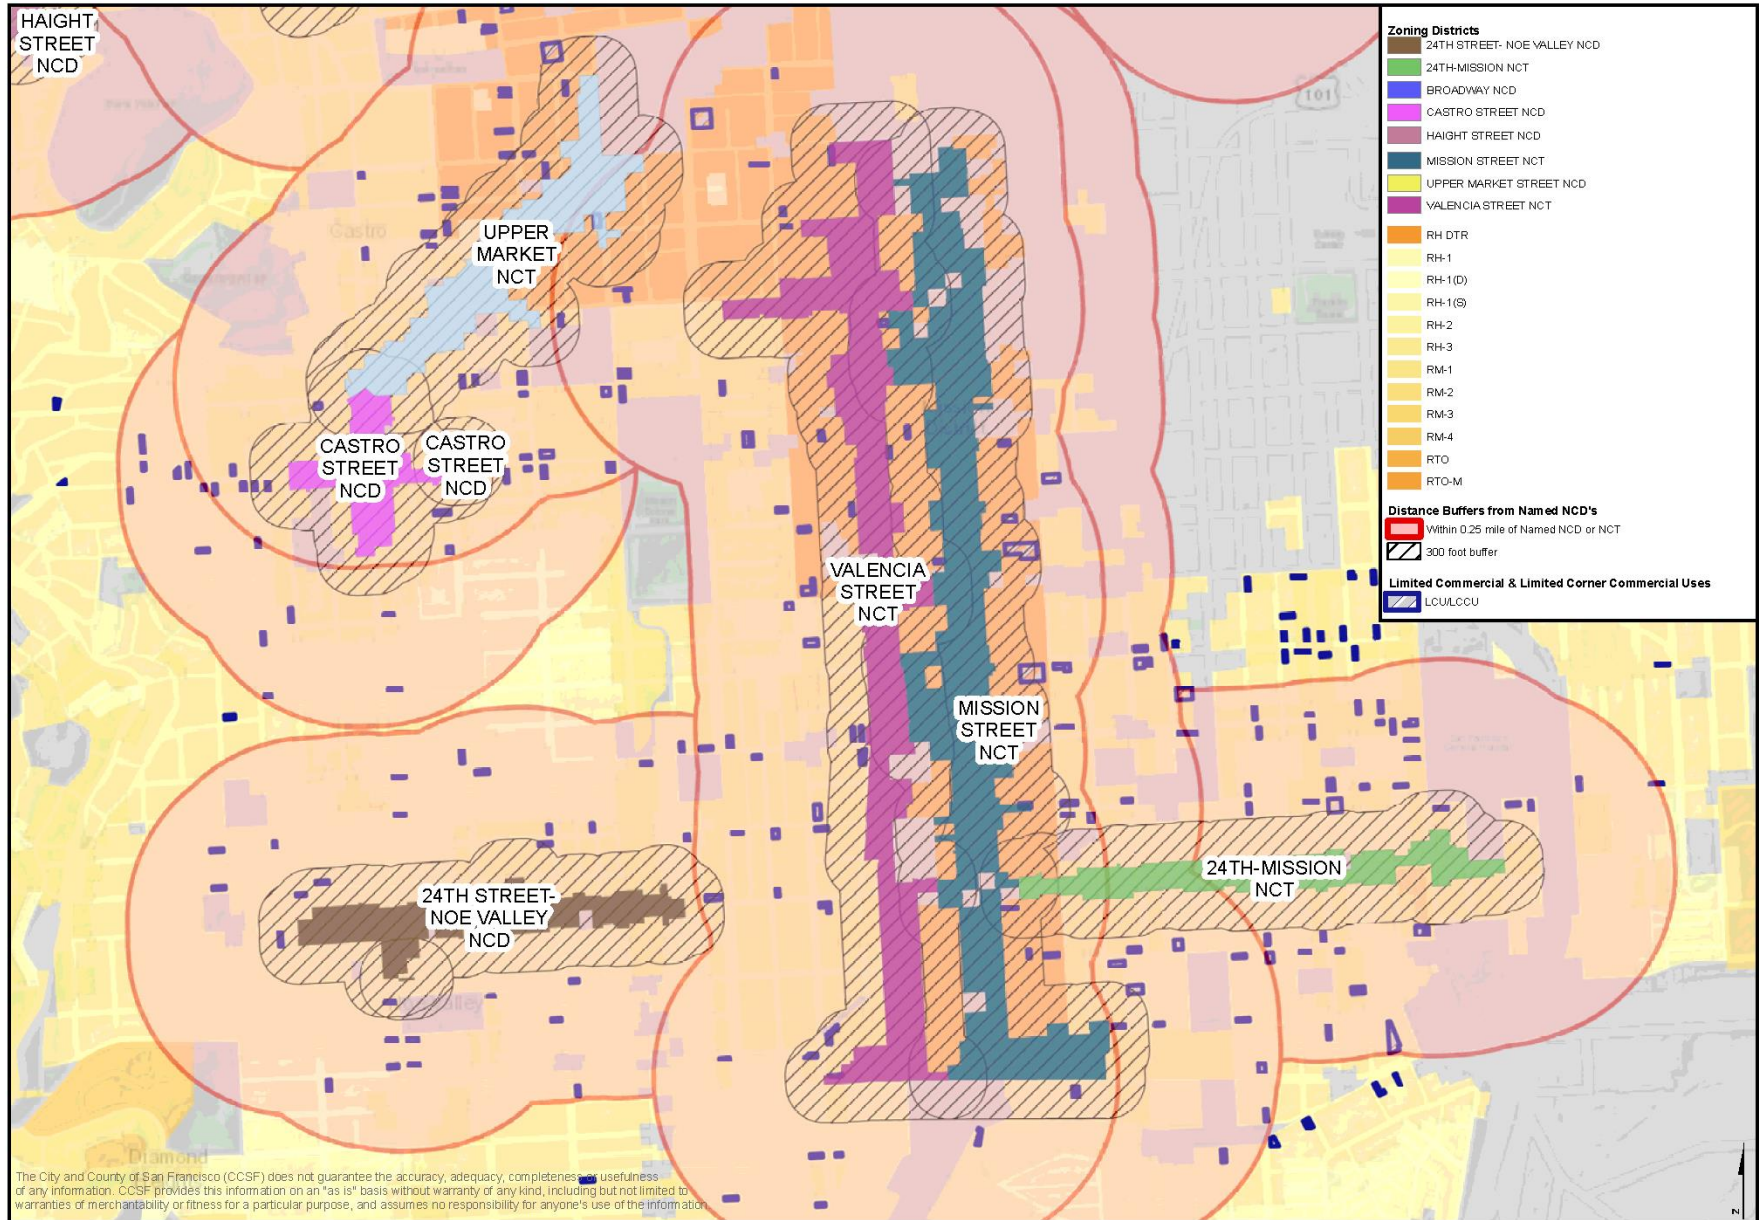 HAIGHT
STREET
NCD
Castro
UPPER
MARKET
NCT
CASTRO
STREET
NCD
CASTRO
STREET
NCD
VALENCIA
STREET
NCT
MISSION
STREET
NCT
24TH STREET-
NOE VALLEY
NCD
24TH-MISSION
NCT
101
Diamond
Zoning Districts
24TH STREET- NOE VALLEY NCD
24TH-MISSION NCT
BROADWAY NCD
CASTRO STREET NCD
HAIGHT STREET NCD
MISSION STREET NCT
UPPER MARKET STREET NCD
VALENCIA STREET NCT
RH DTR
RH-1
RH-1(D)
RH-1(S)
RH-2
RH-3
RM-1
RM-2
RM-3
RM-4
RTO
RTO-M
Distance Buffers from Named NCD's
Within 0.25 mile of Named NCD or NCT
300 foot buffer
Limited Commercial & Limited Corner Commercial Uses
LCU/LCCU
The City and County of San Francisco (CCSF) does not guarantee the accuracy, adequacy, completeness or usefulness
of any information. CCSF provides this information on an "as is" basis without warranty of any kind, including but not limited to
warranties of merchantability or fitness for a particular purpose, and assumes no responsibility for anyone's use of the information.
N